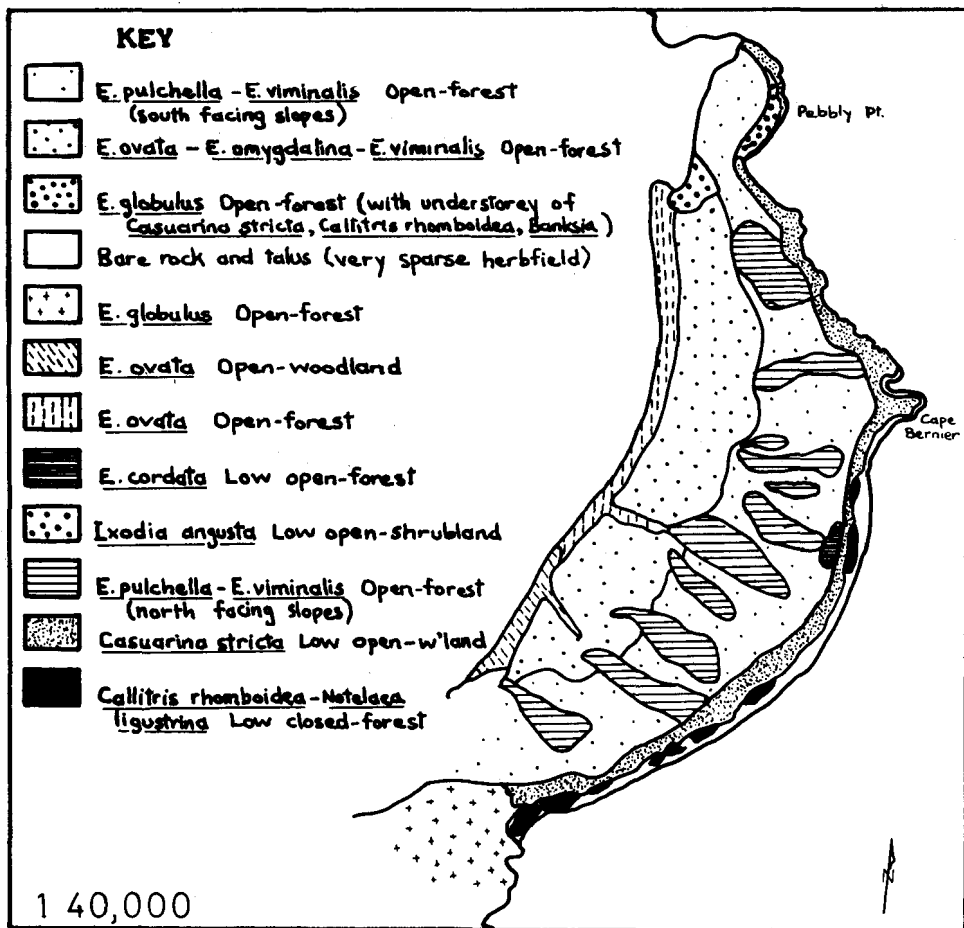 KEY
E. pulchella - E. viminalis Open-forest
(south facing slopes)
E. ovata - E. amygdalina - E. viminalis Open-forest
E. globulus Open-forest (with understorey of
Casuarina stricta, Callitris rhomboidea, Banksia)
Bare rock and talus (very sparse herbfield)
E. globulus Open-forest
E. ovata Open-woodland
E. ovata Open-forest
E. cordata Low open-forest
Ixodia angusta Low open-shrubland
E. pulchella - E. viminalis Open-forest
(north facing slopes)
Casuarina stricta Low open-w'land
Callitris rhomboidea - Notelaea
ligustrina Low closed-forest
1 40,000
Pebbly Pt.
Cape
Bernier
N